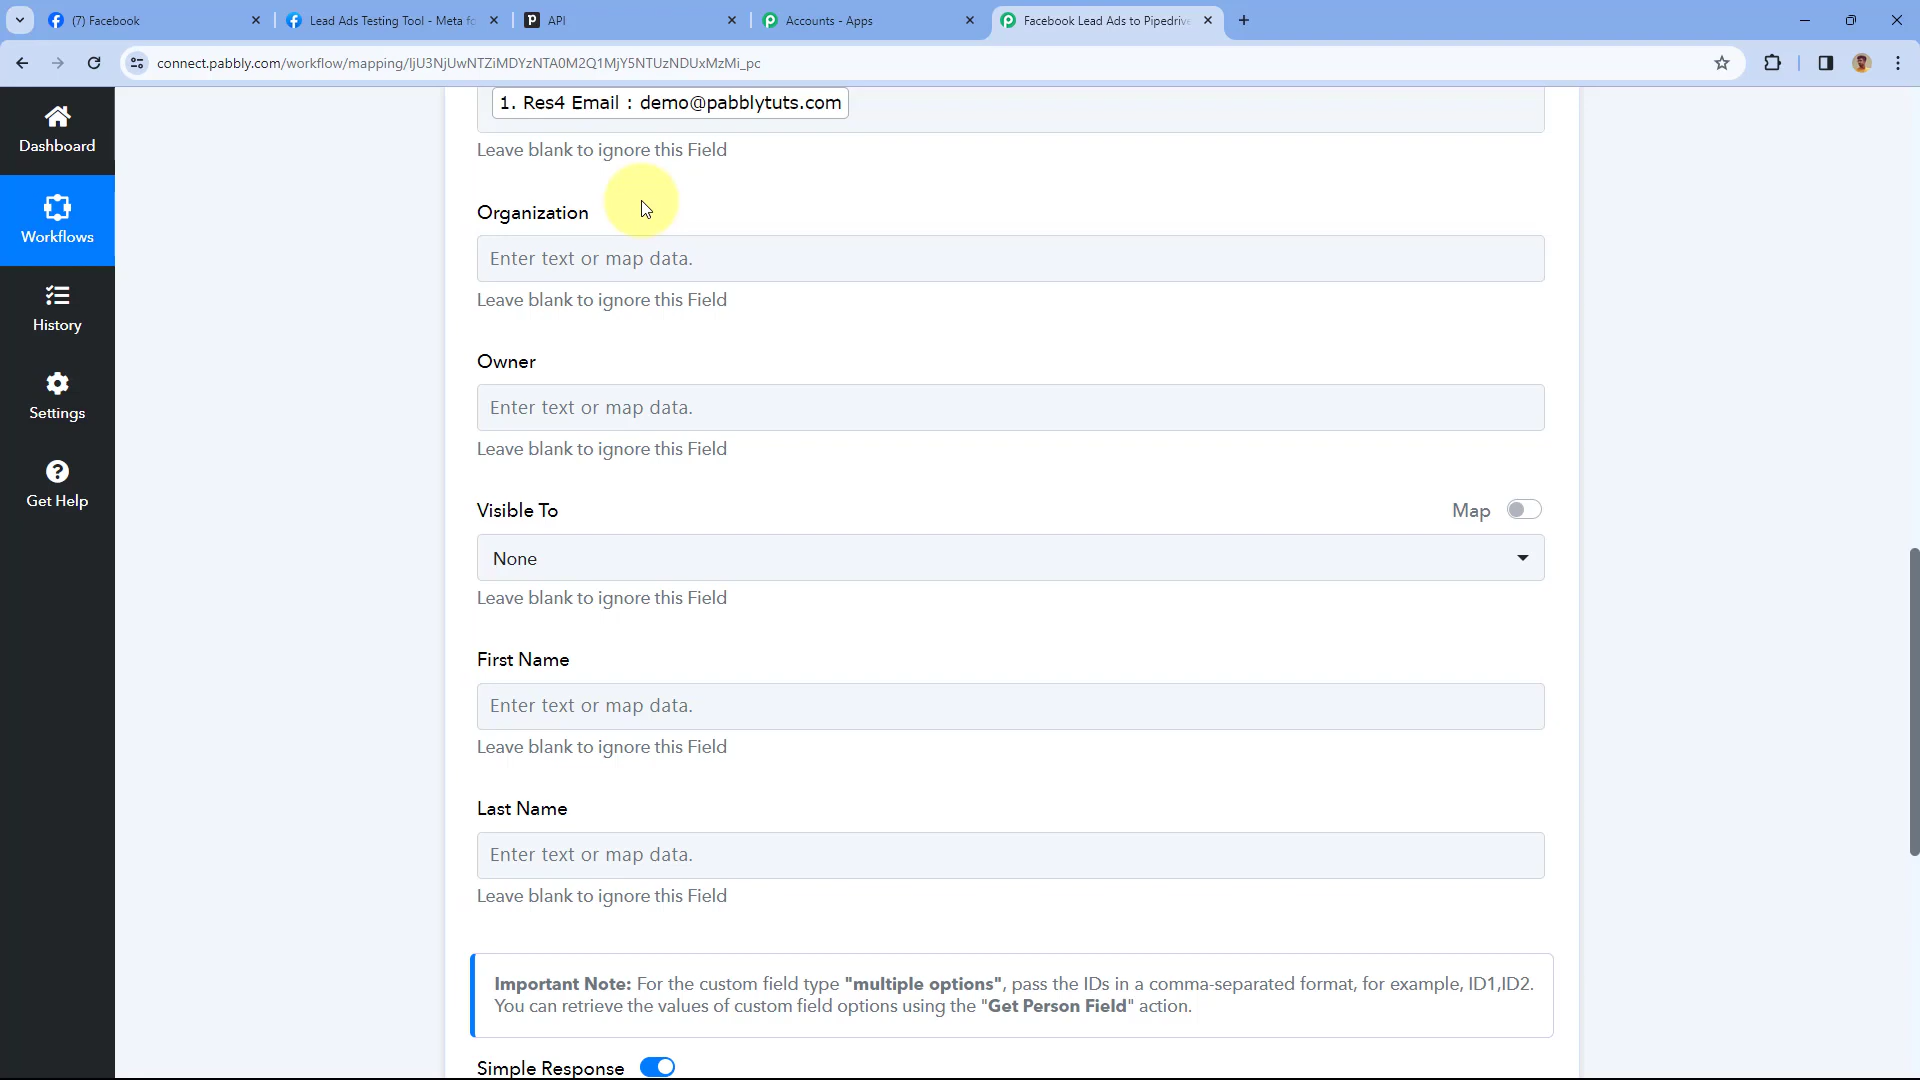 (7) Facebook
Lead Ads Testing Tool - Meta fo
API
Accounts - Apps
Facebook Lead Ads to Pipedrive
connect.pabbly.com/workflow/mapping/IjU3NjUwNTZiMDYzNTA0M2Q1MjY5NTUzNDUxMzMi_pc
Dashboard
Workflows
History
Settings
Get Help
1. Res4 Email : demo@pabblytuts.com
Leave blank to ignore this Field
Organization
Enter text or map data.
Leave blank to ignore this Field
Owner
Enter text or map data.
Leave blank to ignore this Field
Visible To
Map
None
Leave blank to ignore this Field
First Name
Enter text or map data.
Leave blank to ignore this Field
Last Name
Enter text or map data.
Leave blank to ignore this Field
Important Note: For the custom field type "multiple options", pass the IDs in a comma-separated format, for example, ID1,ID2.
You can retrieve the values of custom field options using the "Get Person Field" action.
Simple Response